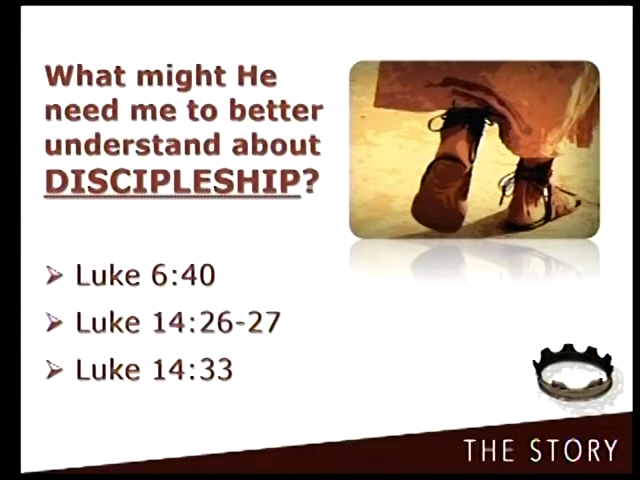 What might He
need me to better
understand about
DISCIPLESHIP?
Luke 6:40
Luke 14:26-27
Luke 14:33
THE STORY